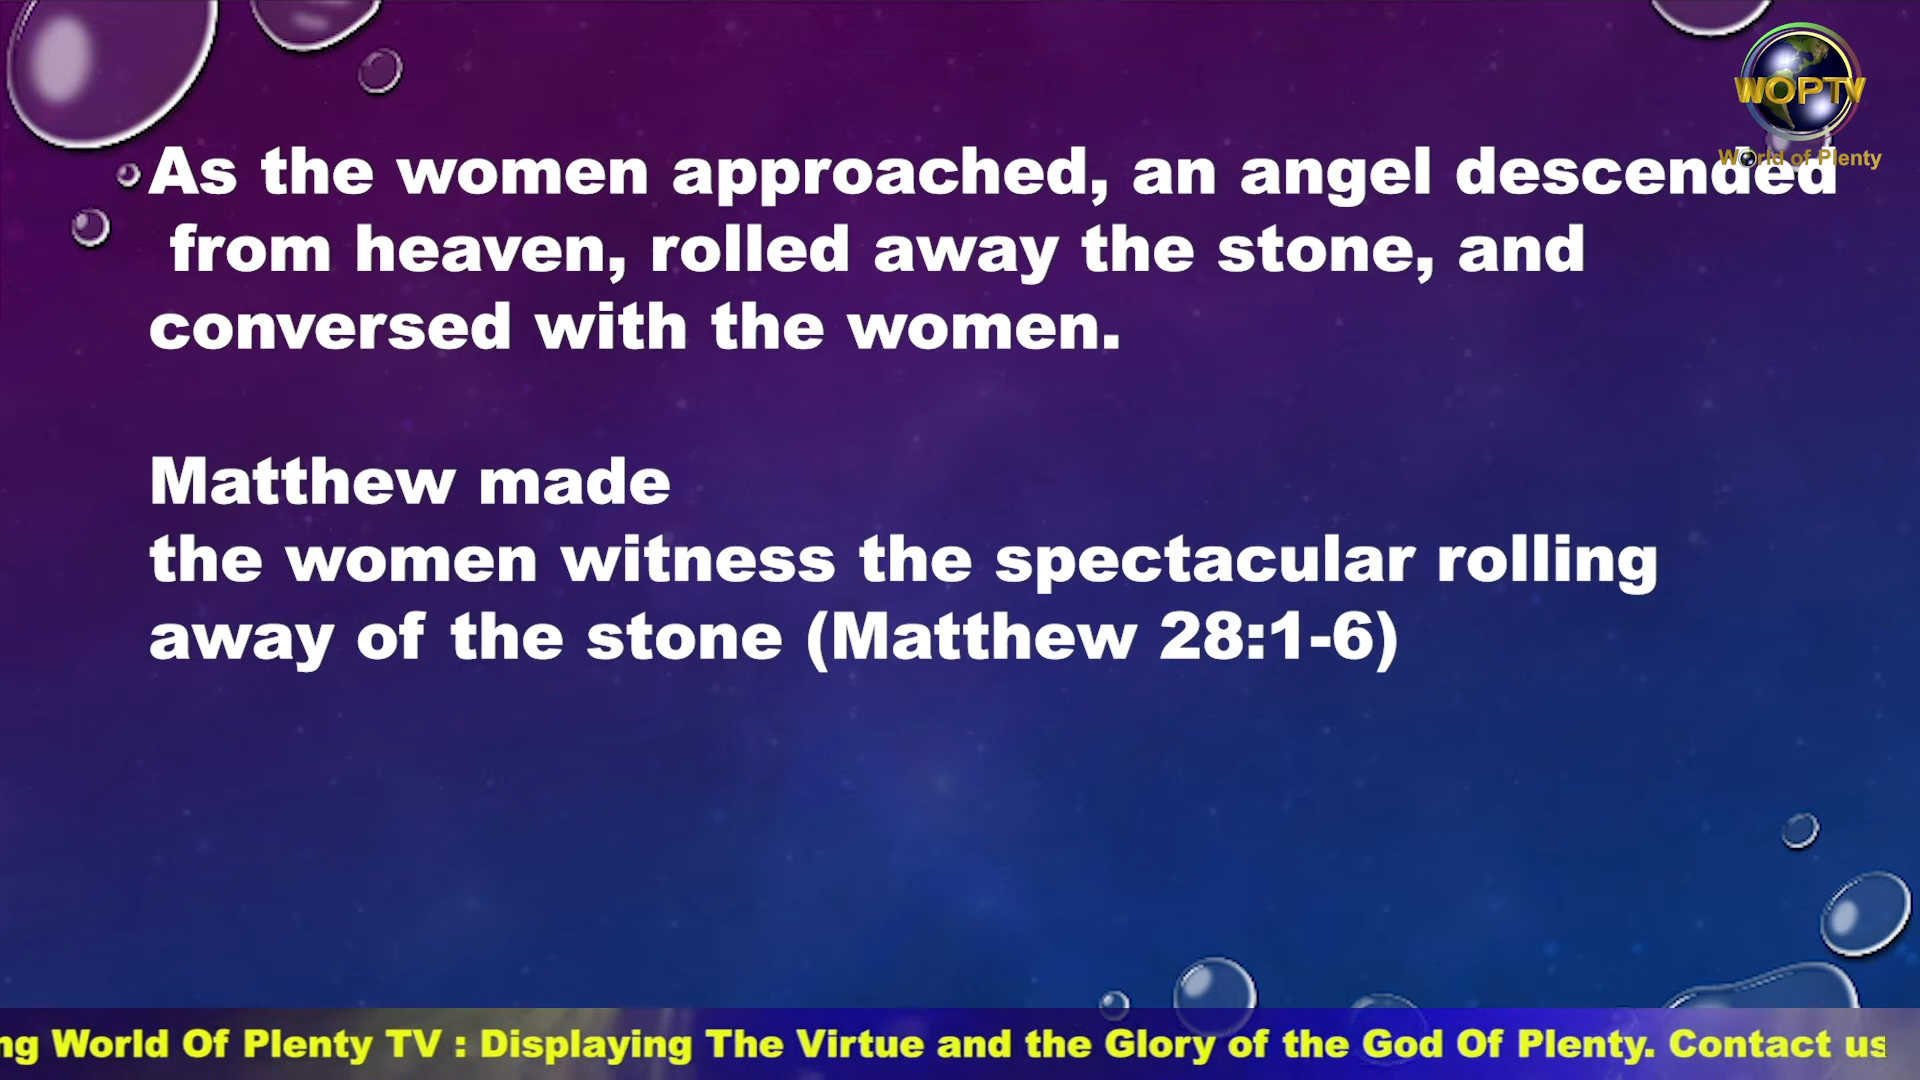 WOPTV
World of Plenty
As the women approached, an angel descended
from heaven, rolled away the stone, and
conversed with the women.
Matthew made
the women witness the spectacular rolling
away of the stone (Matthew 28:1-6)
ng World Of Plenty TV : Displaying The Virtue and the Glory of the God Of Plenty. Contact us